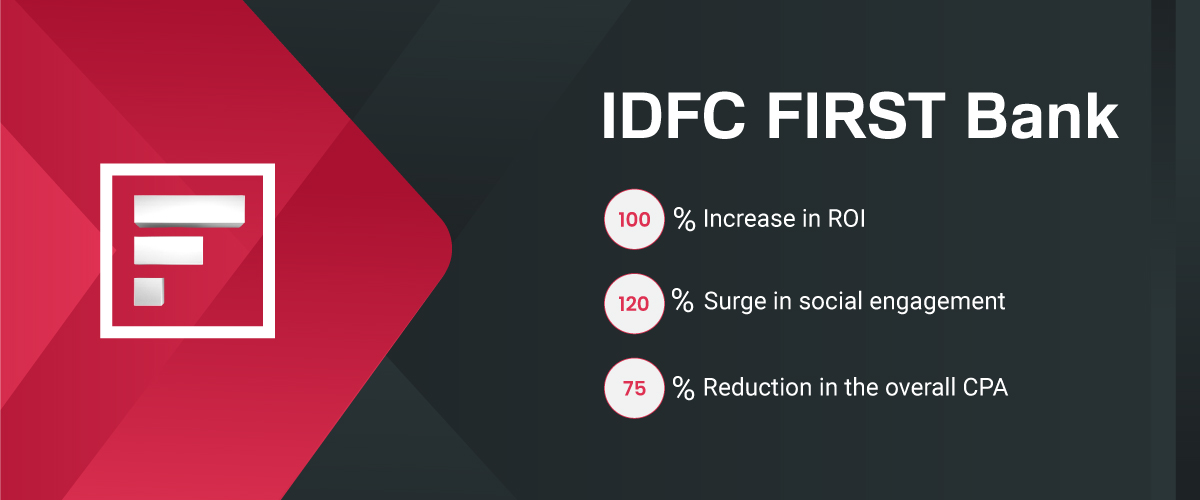 IDFC FIRST Bank
100 % Increase in ROI
120 % Surge in social engagement
75 % Reduction in the overall CPA